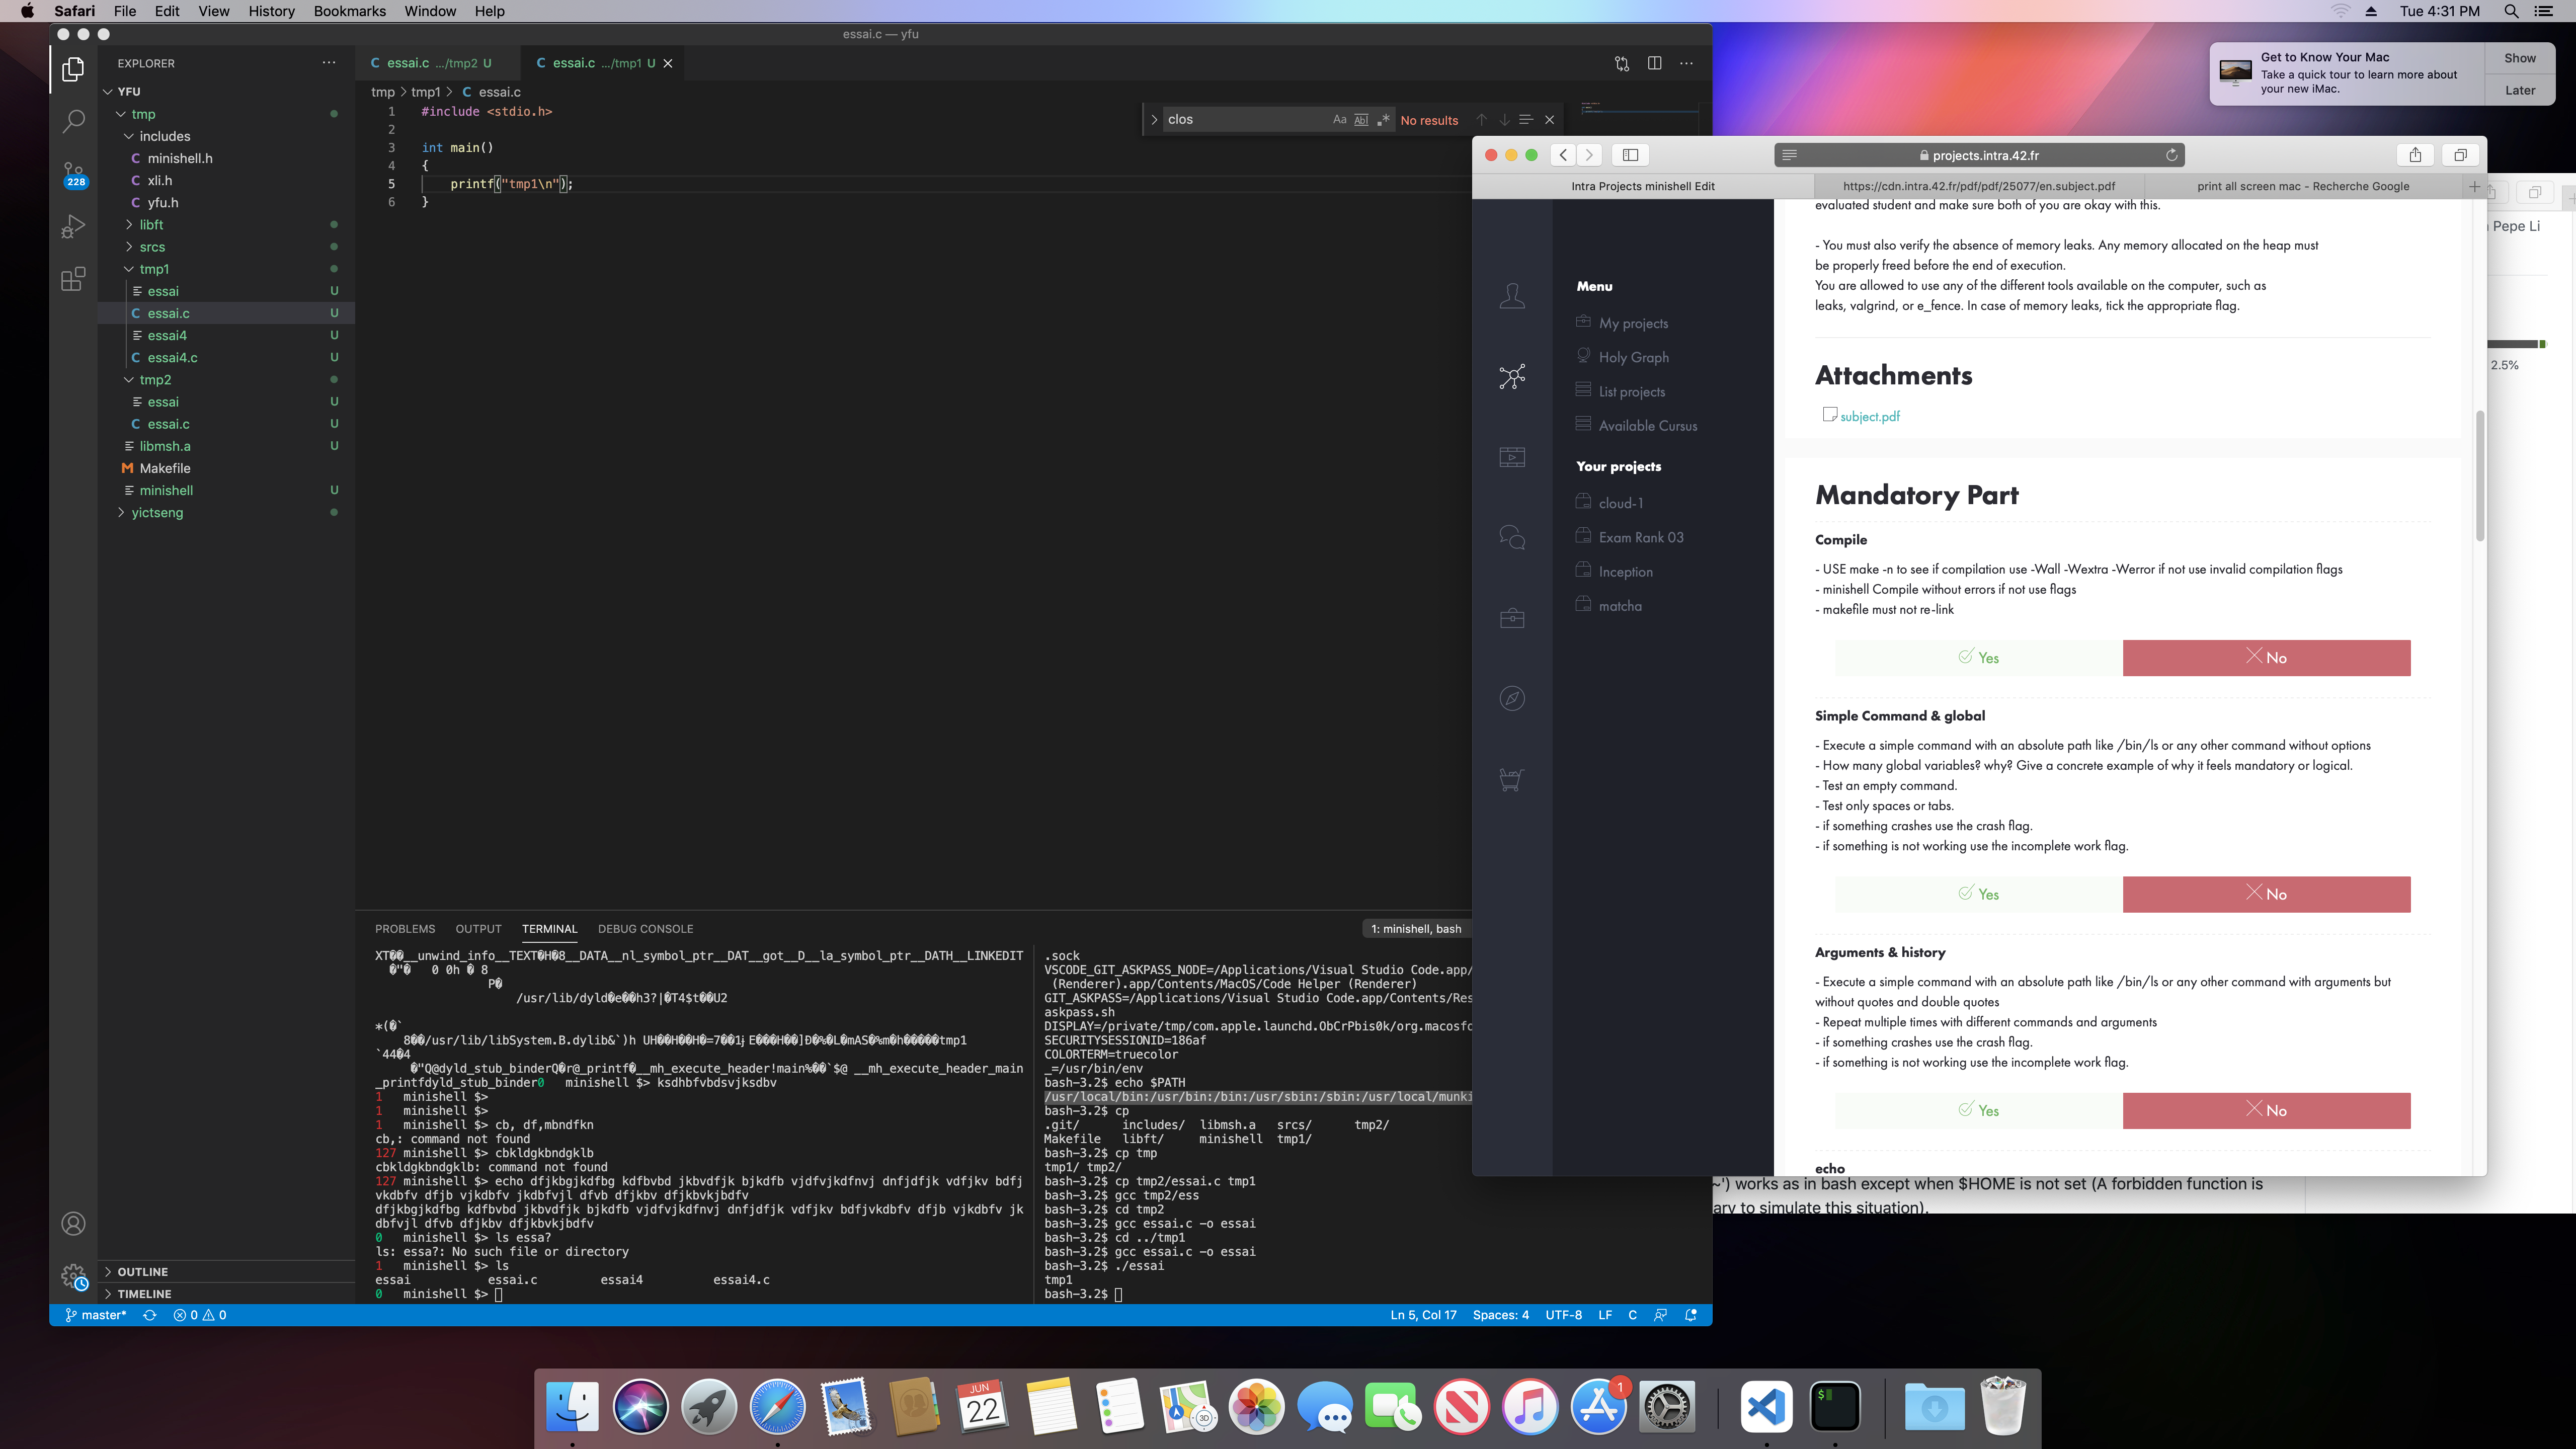 Safari File Edit View History Bookmarks Window Help
Tue 4:31 PM
essai.c — yfu
Get to Know Your Mac
Take a quick tour to learn more about
your new iMac.
Show
Later
EXPLORER
YFU
tmp
includes
C minishell.h
C xli.h
C yfu.h
libft
srcs
tmp1
essai U
C essai.c U
essai4 U
C essai4.c U
tmp2
essai U
C essai.c U
libmsh.a U
M Makefile
minishell U
yictseng
228
OUTLINE
TIMELINE
C essai.c .../tmp2 U
C essai.c .../tmp1 U
tmp > tmp1 > C essai.c
1 #include <stdio.h>
2
3 int main()
4 {
5 printf("tmp1\n");
6 }
clos
Aa Abl .* No results
PROBLEMS OUTPUT TERMINAL DEBUG CONSOLE
1: minishell, bash
XT��__unwind_info__TEXT�H�8__DATA__nl_symbol_ptr__DAT__got__D__la_symbol_ptr__DATH__LINKEDIT
�"� 0 0h � 8
P�
/usr/lib/dyld�e��h3?|�T4$t��U2
*(�`
`44�4
_printfdyld_stub_binder0 minishell $> ksdhbfvbdsvjksdbv
1 minishell $>
1 minishell $>
1 minishell $> cb, df,mbndfkn
cb,: command not found
127 minishell $> cbkldgkbndgklb
cbkldgkbndgklb: command not found
127 minishell $> echo dfjkbgjkdfbg kdfbvbd jkbvdfjk bjkdfb vjdfvjkdfnvj dnfjdfjk vdfjkv bdfj
vkdbfv dfjb vjkdbfv jkdbfvjl dfvb dfjkbv dfjkbvkjbdfv
dfjkbgjkdfbg kdfbvbd jkbvdfjk bjkdfb vjdfvjkdfnvj dnfjdfjk vdfjkv bdfjvkdbfv dfjb vjkdbfv jk
dbfvjl dfvb dfjkbv dfjkbvkjbdfv
0 minishell $> ls essa?
ls: essa?: No such file or directory
1 minishell $> ls
essai essai.c essai4 essai4.c
0 minishell $>
.sock
VSCODE_GIT_ASKPASS_NODE=/Applications/Visual Studio Code.app/
(Renderer).app/Contents/MacOS/Code Helper (Renderer)
GIT_ASKPASS=/Applications/Visual Studio Code.app/Contents/Res
askpass.sh
DISPLAY=/private/tmp/com.apple.launchd.ObCrPbis0k/org.macosfo
SECURITYSESSIONID=186af
COLORTERM=truecolor
_=/usr/bin/env
bash-3.2$ echo $PATH
/usr/local/bin:/usr/bin:/bin:/usr/sbin:/sbin:/usr/local/munki
bash-3.2$ cp
.git/ includes/ libmsh.a srcs/ tmp2/
Makefile libft/ minishell tmp1/
bash-3.2$ cp tmp
tmp1/ tmp2/
bash-3.2$ cp tmp2/essai.c tmp1
bash-3.2$ gcc tmp2/ess
bash-3.2$ cd tmp2
bash-3.2$ gcc essai.c -o essai
bash-3.2$ cd ../tmp1
bash-3.2$ gcc essai.c -o essai
bash-3.2$ ./essai
tmp1
bash-3.2$
master* 0 0
Ln 5, Col 17 Spaces: 4 UTF-8 LF C
projects.intra.42.fr
Intra Projects minishell Edit
https://cdn.intra.42.fr/pdf/pdf/25077/en.subject.pdf
print all screen mac - Recherche Google
Menu
My projects
Holy Graph
List projects
Available Cursus
Your projects
cloud-1
Exam Rank 03
Inception
matcha
evaluated student and make sure both of you are okay with this.
- You must also verify the absence of memory leaks. Any memory allocated on the heap must
be properly freed before the end of execution.
You are allowed to use any of the different tools available on the computer, such as
leaks, valgrind, or e_fence. In case of memory leaks, tick the appropriate flag.
Attachments
subject.pdf
Mandatory Part
Compile
- USE make -n to see if compilation use -Wall -Wextra -Werror if not use invalid compilation flags
- minishell Compile without errors if not use flags
- makefile must not re-link
Yes No
Simple Command & global
- Execute a simple command with an absolute path like /bin/ls or any other command without options
- How many global variables? why? Give a concrete example of why it feels mandatory or logical.
- Test an empty command.
- Test only spaces or tabs.
- if something crashes use the crash flag.
- if something is not working use the incomplete work flag.
Yes No
Arguments & history
- Execute a simple command with an absolute path like /bin/ls or any other command with arguments but
without quotes and double quotes
- Repeat multiple times with different commands and arguments
- if something crashes use the crash flag.
- if something is not working use the incomplete work flag.
Yes No
echo
Pepe Li
2.5%
~') works as in bash except when $HOME is not set (A forbidden function is
ary to simulate this situation).
JUN
22
3D
1